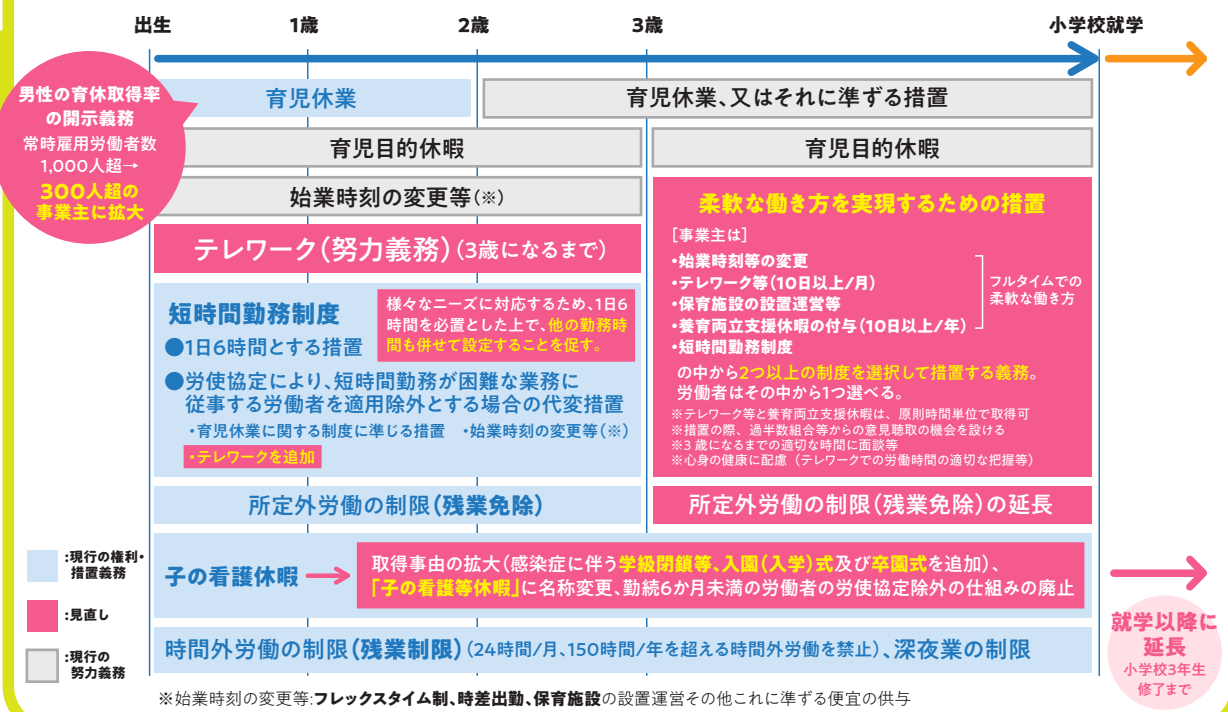 出生
1歳
2歳
3歳
小学校就学
男性の育休取得率
の開示義務
常時雇用労働者数
1,000人超→
300人超の
事業主に拡大
育児休業
育児休業、又はそれに準ずる措置
育児目的休暇
育児目的休暇
始業時刻の変更等(※)
テレワーク(努力義務)(3歳になるまで)
短時間勤務制度
●1日6時間とする措置
様々なニーズに対応するため、1日6
時間を必置とした上で、他の勤務時
間も併せて設定することを促す。
●労使協定により、短時間勤務が困難な業務に
従事する労働者を適用除外とする場合の代変措置
・育児休業に関する制度に準じる措置 ・始業時刻の変更等(※)
・テレワークを追加
柔軟な働き方を実現するための措置
[事業主は]
・始業時刻等の変更
・テレワーク等(10日以上/月)
・保育施設の設置運営等
・養育両立支援休暇の付与(10日以上/年)
・短時間勤務制度
フルタイムでの
柔軟な働き方
の中から2つ以上の制度を選択して措置する義務。
労働者はその中から1つ選べる。
※テレワーク等と養育両立支援休暇は、原則時間単位で取得可
※措置の際、過半数組合等からの意見聴取の機会を設ける
※3歳になるまでの適切な時に面談等
※心身の健康に配慮（テレワークでの労働時間の適切な把握等）
所定外労働の制限(残業免除)
所定外労働の制限(残業免除)の延長
子の看護休暇
取得事由の拡大(感染症に伴う学級閉鎖等、入園(入学)式及び卒園式を追加)、
「子の看護等休暇」に名称変更、勤続6か月未満の労働者の労使協定除外の仕組みの廃止
時間外労働の制限(残業制限)(24時間/月、150時間/年を超える時間外労働を禁止)、深夜業の制限
就学以降に
延長
小学校3年生
修了まで
:現行の権利・
措置義務
:見直し
:現行の
努力義務
※始業時刻の変更等:フレックスタイム制、時差出勤、保育施設の設置運営その他これに準ずる便宜の供与